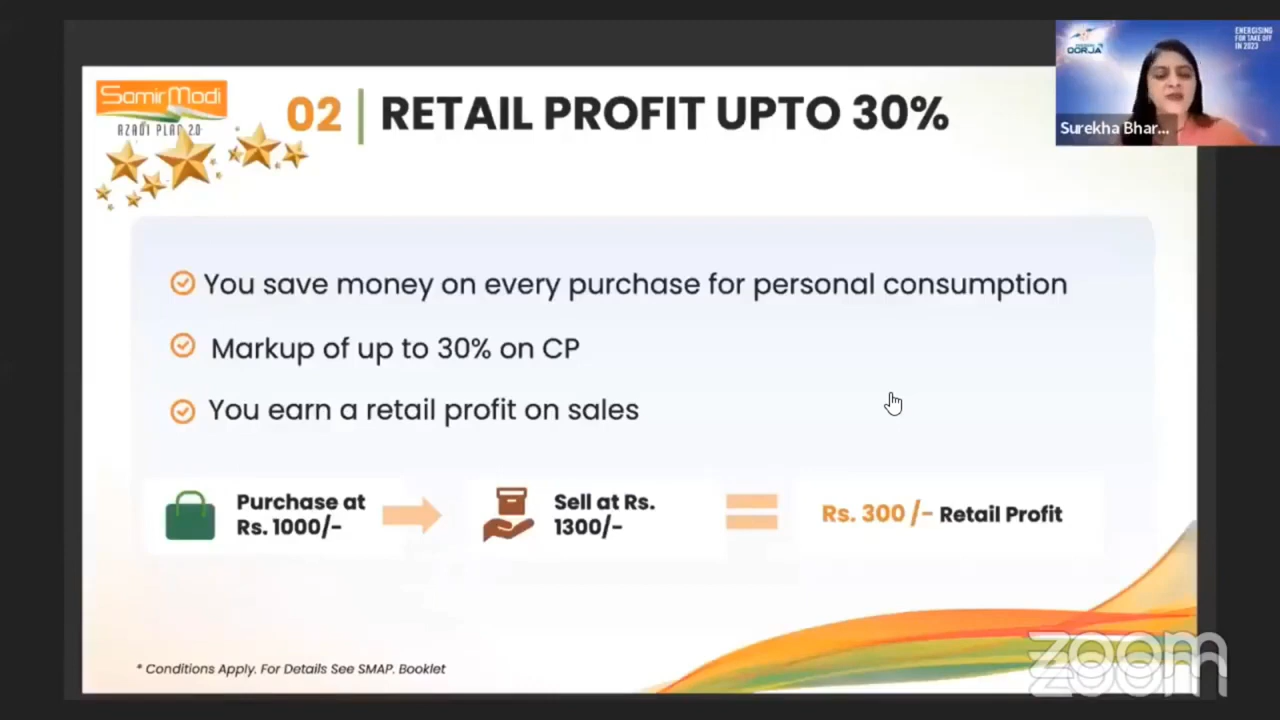 Samir Modi
AZADI PLAN 2.0
02 RETAIL PROFIT UPTO 30%
OORJA
ENERGISING
FOR TAKE OFF
IN 2023
Surekha Bhar...
You save money on every purchase for personal consumption
Markup of up to 30% on CP
You earn a retail profit on sales
Purchase at
Rs. 1000/-
Sell at Rs.
1300/-
Rs. 300 /- Retail Profit
* Conditions Apply. For Details See SMAP. Booklet
zoom
zoom